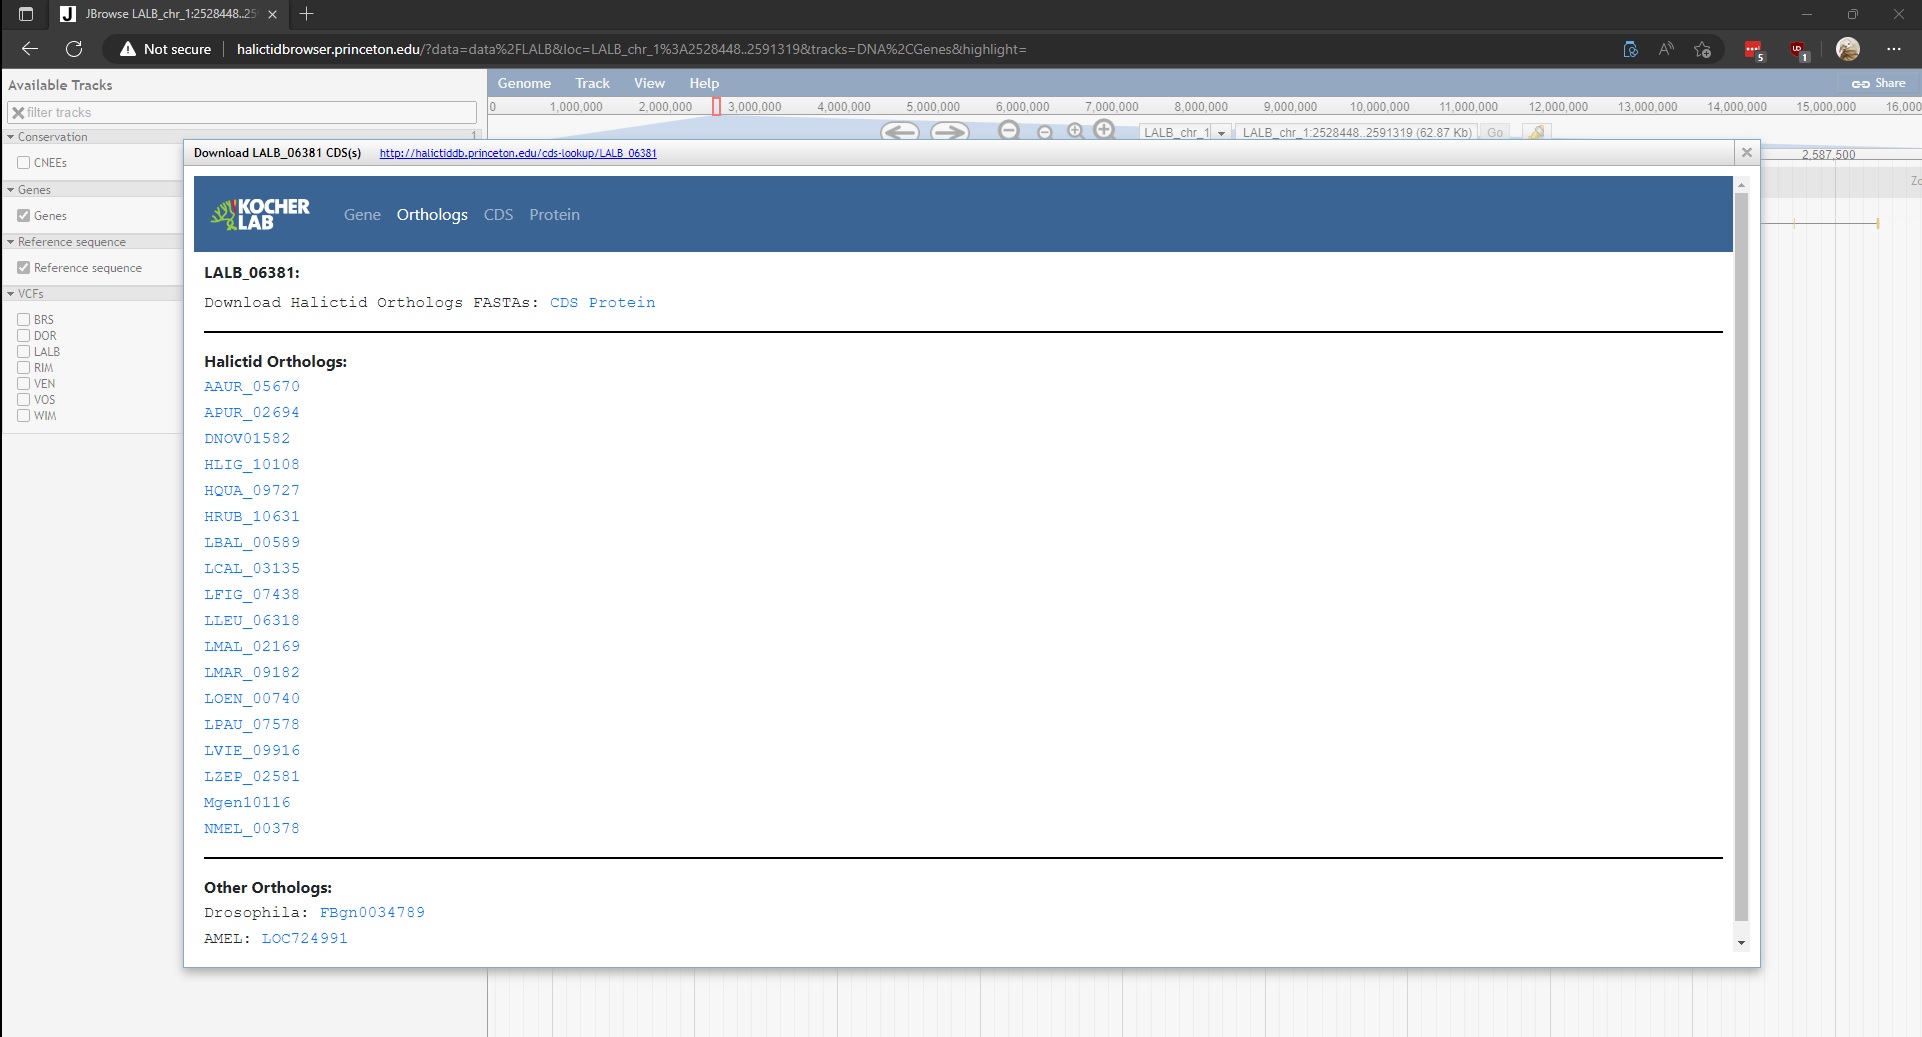 JBrowse LALB_chr_1:2528448..25
Not secure
halictidbrowser.princeton.edu/?data=data%2FLALB&loc=LALB_chr_1%3A2528448..2591319&tracks=DNA%2CGenes&highlight=
5
1
Available Tracks
filter tracks
Conservation
1
CNEEs
Genes
Genes
Reference sequence
Reference sequence
VCFs
BRS
DOR
LALB
RIM
VEN
VOS
WIM
Genome Track View Help
Share
0 1,000,000 2,000,000 3,000,000 4,000,000 5,000,000 6,000,000 7,000,000 8,000,000 9,000,000 10,000,000 11,000,000 12,000,000 13,000,000 14,000,000 15,000,000 16,00
LALB_chr_1 LALB_chr_1:2528448..2591319 (62.87 Kb) Go
2,587,500
Zo
Download LALB_06381 CDS(s) http://halictiddb.princeton.edu/cds-lookup/LALB_06381
KOCHER
LAB
Gene Orthologs CDS Protein
LALB_06381:
Download Halictid Orthologs FASTAs: CDS Protein
Halictid Orthologs:
AAUR_05670
APUR_02694
DNOV01582
HLIG_10108
HQUA_09727
HRUB_10631
LBAL_00589
LCAL_03135
LFIG_07438
LLEU_06318
LMAL_02169
LMAR_09182
LOEN_00740
LPAU_07578
LVIE_09916
LZEP_02581
Mgen10116
NMEL_00378
Other Orthologs:
Drosophila: FBgn0034789
AMEL: LOC724991